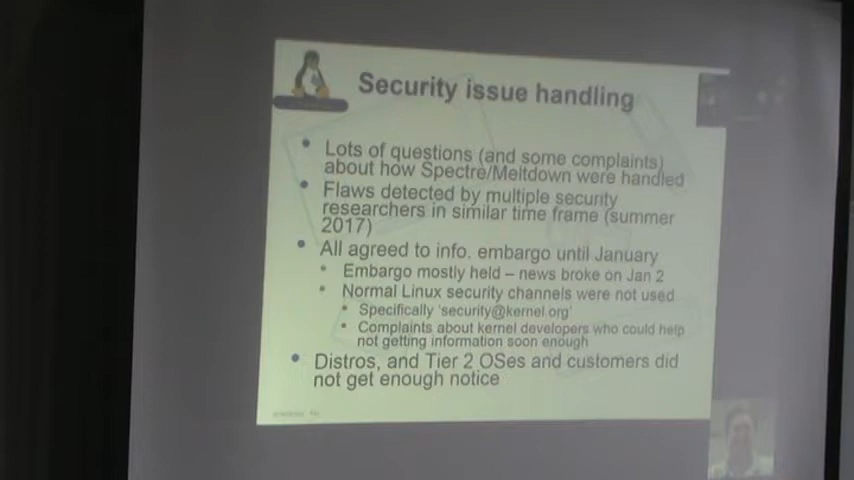 Security issue handling
• Lots of questions (and some complaints)
about how Spectre/Meltdown were handled
• Flaws detected by multiple security
researchers in similar time frame (summer
2017)
• All agreed to info. embargo until January
• Embargo mostly held – news broke on Jan 2
• Normal Linux security channels were not used
• Specifically ‘security@kernel.org’
• Complaints about kernel developers who could help
not getting information soon enough
• Distros, and Tier 2 OSes and customers did
not get enough notice